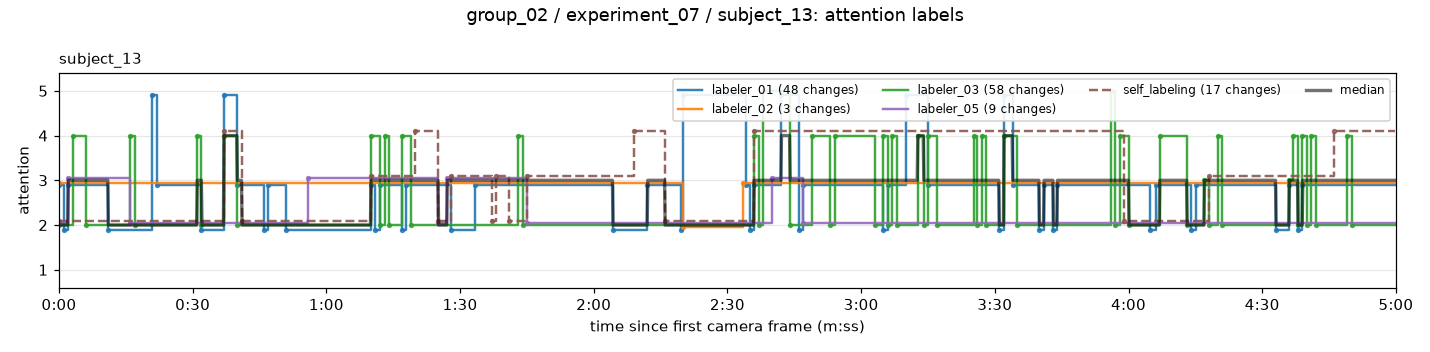 group_02 / experiment_07 / subject_13: attention labels
subject_13
labeler_01 (48 changes)
labeler_02 (3 changes)
labeler_03 (58 changes)
labeler_05 (9 changes)
self_labeling (17 changes)
median
attention
5
4
3
2
1
0:00 0:30 1:00 1:30 2:00 2:30 3:00 3:30 4:00 4:30 5:00
time since first camera frame (m:ss)